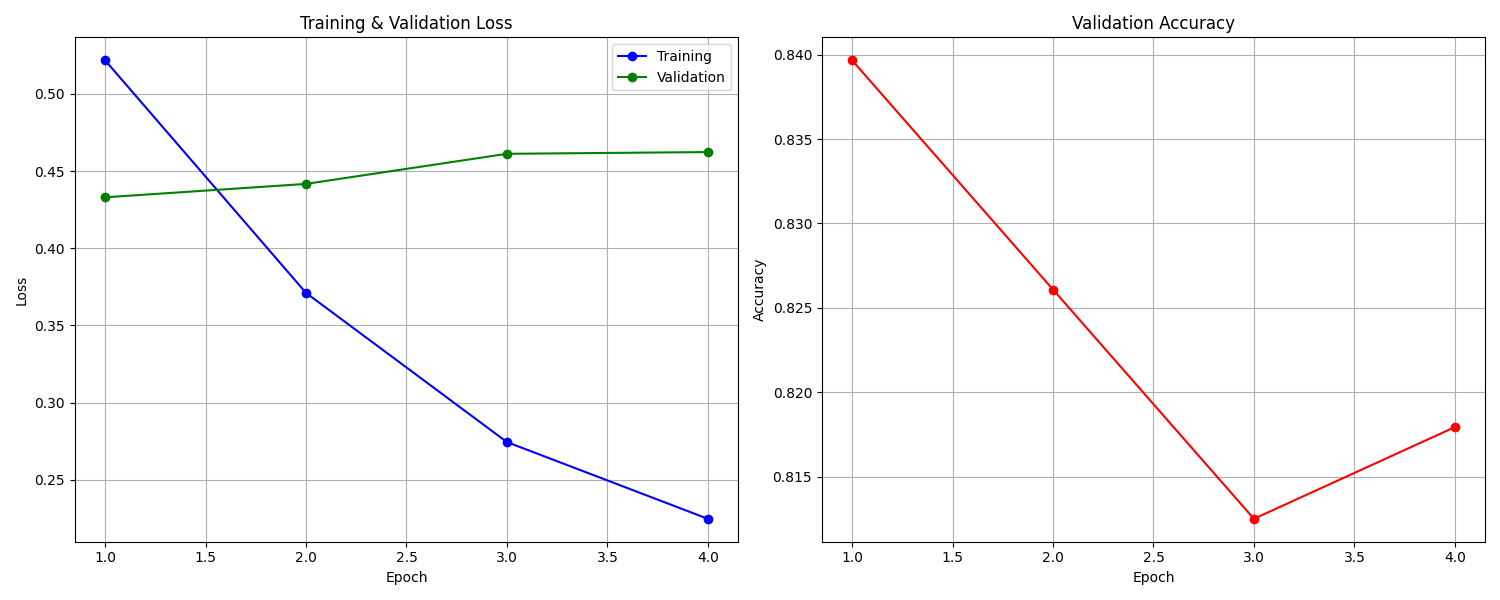 Training & Validation Loss
Training
Validation
0.50
0.45
0.40
0.35
0.30
0.25
Loss
1.0 1.5 2.0 2.5 3.0 3.5 4.0
Epoch
Validation Accuracy
0.840
0.835
0.830
0.825
0.820
0.815
Accuracy
1.0 1.5 2.0 2.5 3.0 3.5 4.0
Epoch